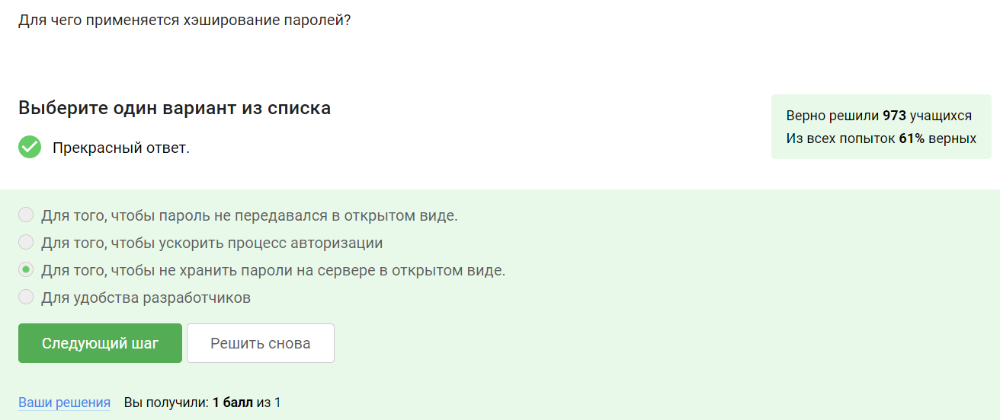 Для чего применяется хэширование паролей?
Выберите один вариант из списка
Прекрасный ответ.
Верно решили 973 учащихся
Из всех попыток 61% верных
Для того, чтобы пароль не передавался в открытом виде.
Для того, чтобы ускорить процесс авторизации
Для того, чтобы не хранить пароли на сервере в открытом виде.
Для удобства разработчиков
Следующий шаг
Решить снова
Ваши решения Вы получили: 1 балл из 1